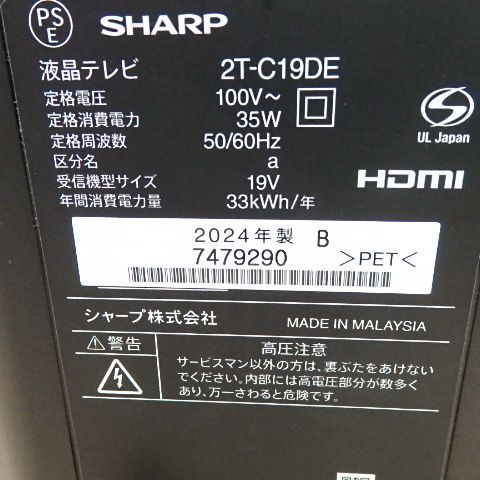 PS
E
SHARP
液晶テレビ 2T-C19DE
定格電圧 100V~
定格消費電力 35W
定格周波数 50/60Hz
区分名 a
受信機型サイズ 19V
年間消費電力量 33kWh/年
UL Japan
HDMI
2024年製 B
7479290 >PET<
シャープ株式会社 MADE IN MALAYSIA
警告
高圧注意
サービスマン以外の方は、裏ぶたをあけない
でください。内部には高電圧部分が数多く
あり、万一さわると危険です。